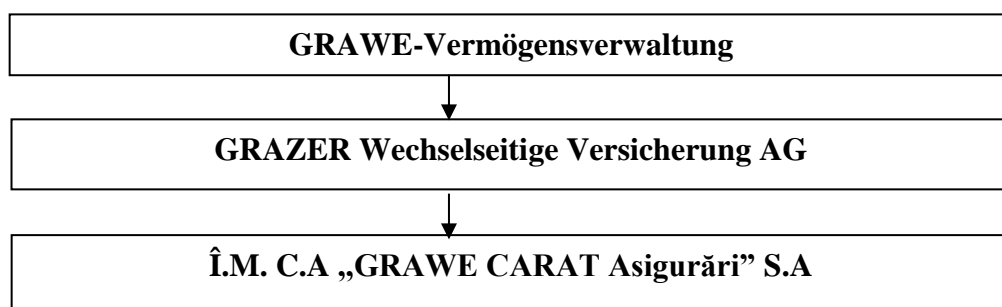 GRAWE-Vermögensverwaltung
GRAZER Wechselseitige Versicherung AG
Î.M. C.A „GRAWE CARAT Asigurări” S.A